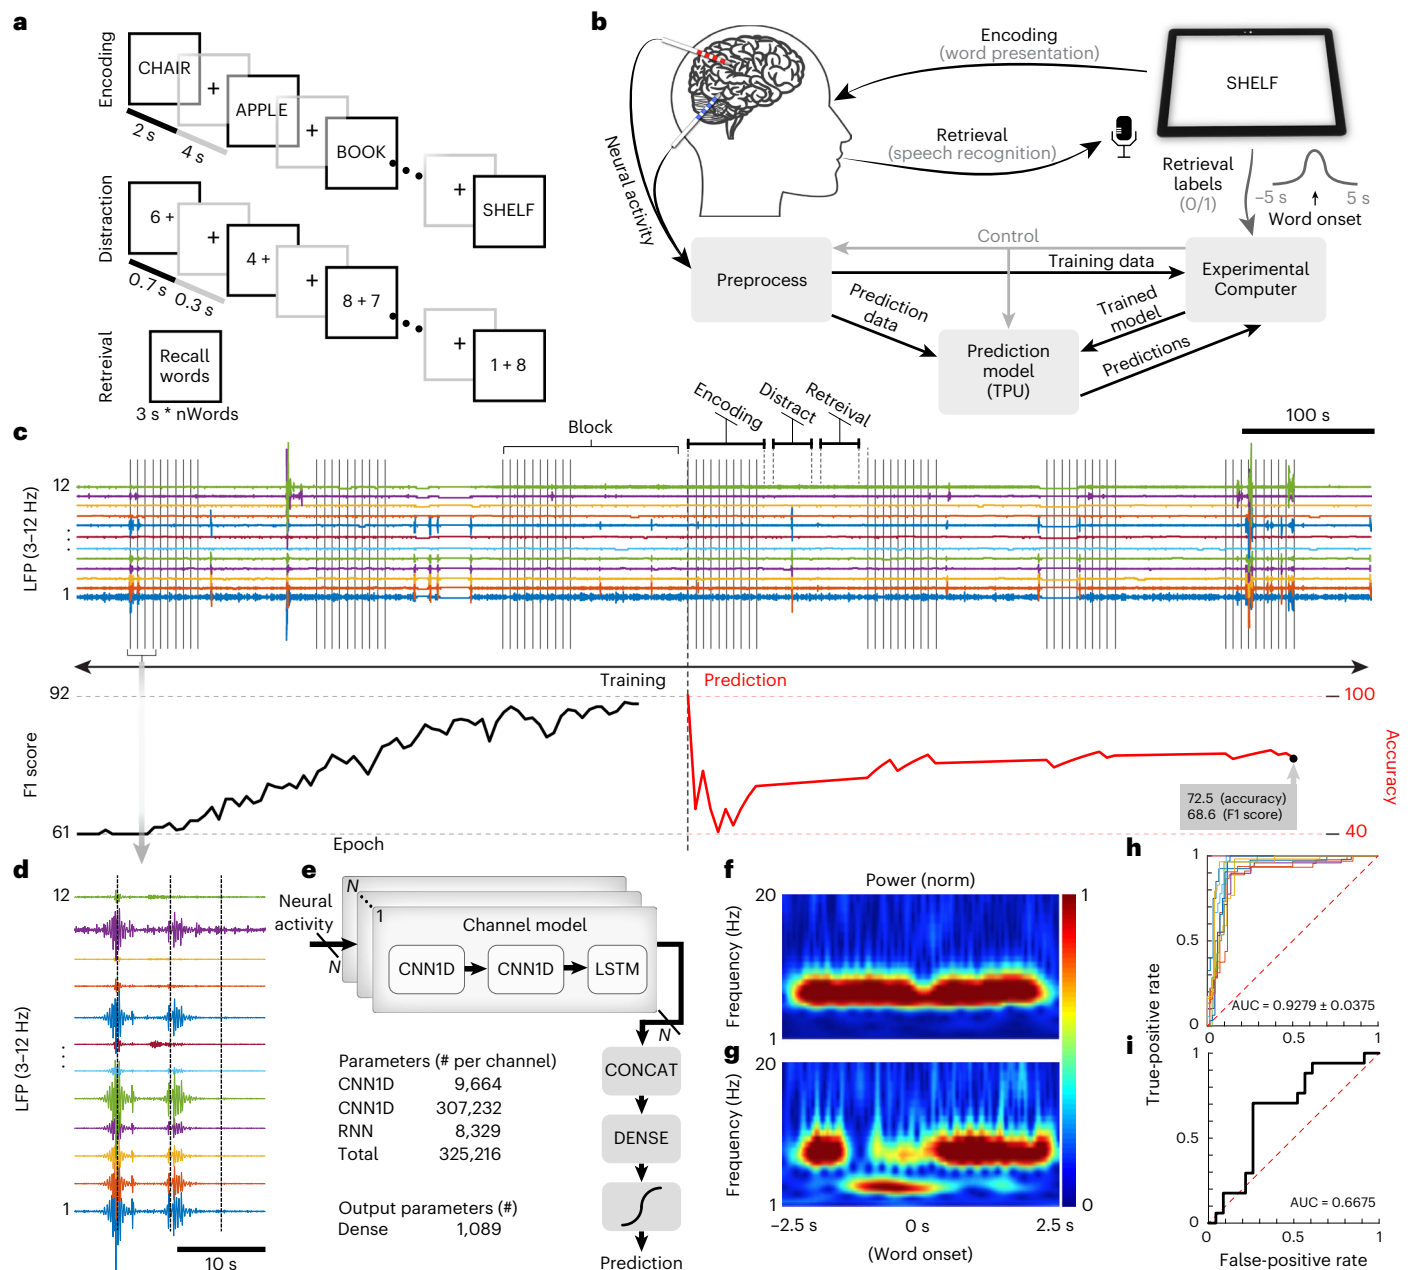 a
Encoding
CHAIR
+
APPLE
+
BOOK
+
SHELF
2 s
4 s
Distraction
6 +
+
4 +
+
8 + 7
+
1 + 8
0.7 s
0.3 s
Retreival
Recall
words
3 s * nWords
b
Encoding
(word presentation)
SHELF
Retrieval
(speech recognition)
Neural activity
Retrieval
labels
(0/1)
−5 s
5 s
Word onset
Control
Preprocess
Training data
Experimental
Computer
Prediction
data
Trained
model
Prediction
model
(TPU)
Predictions
c
Block
Encoding
Distract
Retreival
100 s
LFP (3–12 Hz)
12
1
Training
Prediction
92
F1 score
61
Epoch
100
Accuracy
40
72.5 (accuracy)
68.6 (F1 score)
d
LFP (3–12 Hz)
12
1
10 s
e
Neural
activity
N
N
1
Channel model
CNN1D
CNN1D
LSTM
N
CONCAT
DENSE
Prediction
Parameters (# per channel)
CNN1D 9,664
CNN1D 307,232
RNN 8,329
Total 325,216
Output parameters (#)
Dense 1,089
f
Power (norm)
20
Frequency (Hz)
1
1
0
g
20
Frequency (Hz)
1
−2.5 s
0 s
2.5 s
(Word onset)
h
1
0.5
0
AUC = 0.9279 ± 0.0375
0
0.5
1
True-positive rate
i
1
0.5
0
AUC = 0.6675
0
0.5
1
False-positive rate